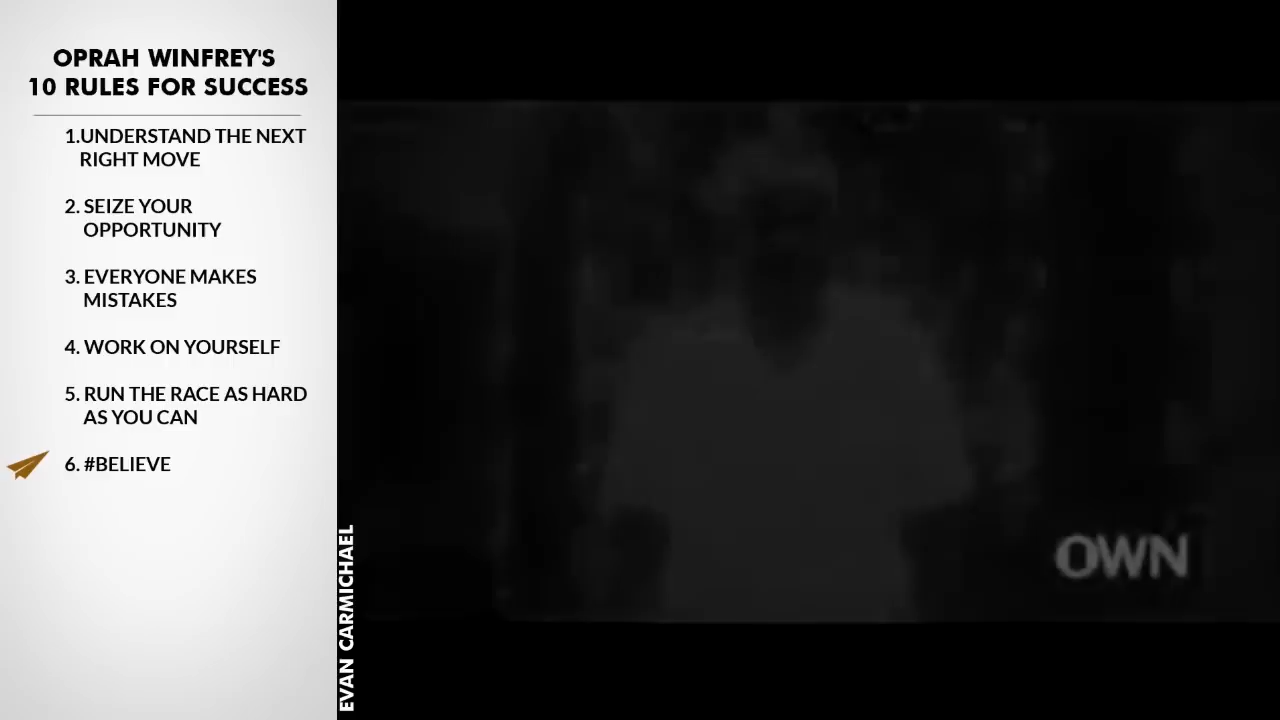 OPRAH WINFREY'S
10 RULES FOR SUCCESS
1.UNDERSTAND THE NEXT
RIGHT MOVE
2. SEIZE YOUR
OPPORTUNITY
3. EVERYONE MAKES
MISTAKES
4. WORK ON YOURSELF
5. RUN THE RACE AS HARD
AS YOU CAN
6. #BELIEVE
EVAN CARMICHAEL
OWN